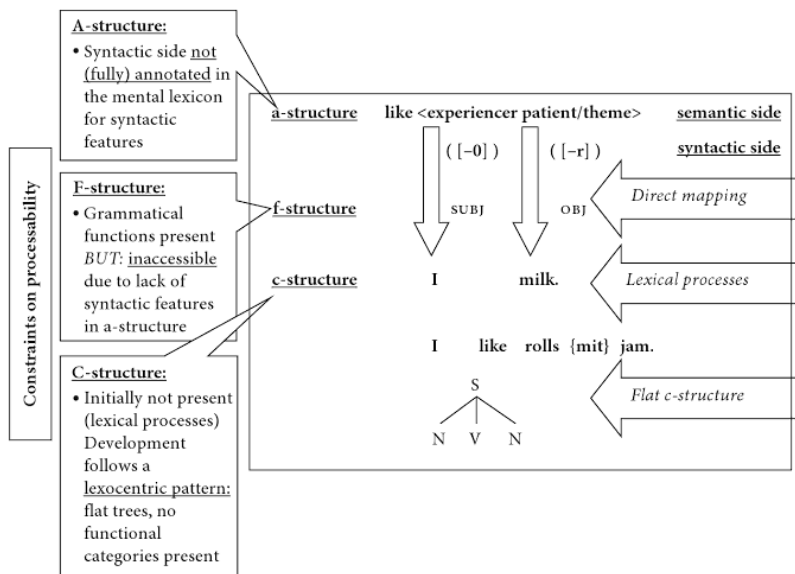 A-structure:
• Syntactic side not
(fully) annotated in
the mental lexicon
for syntactic
features
F-structure:
• Grammatical
functions present
BUT: inaccessible
due to lack of
syntactic features
in a-structure
C-structure:
• Initially not present
(lexical processes)
Development
follows a
lexocentric pattern:
flat trees, no
functional
categories present
Constraints on processability
a-structure like <experiencer patient/theme> semantic side
([–0]) ([–r]) syntactic side
Direct mapping
f-structure SUBJ OBJ
c-structure I milk. Lexical processes
I like rolls {mit} jam.
S
Flat c-structure
N V N